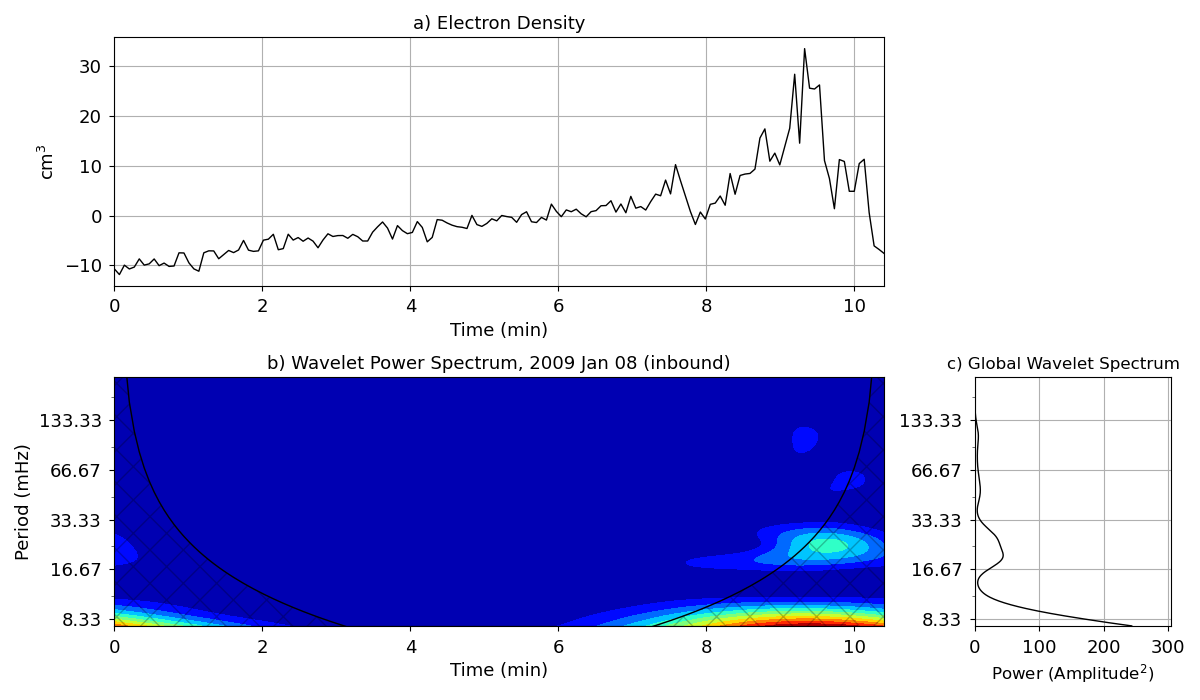 a) Electron Density
30
20
10
0
−10
cm³
0 2 4 6 8 10
Time (min)
b) Wavelet Power Spectrum, 2009 Jan 08 (inbound)
133.33
66.67
33.33
16.67
8.33
Period (mHz)
0 2 4 6 8 10
Time (min)
c) Global Wavelet Spectrum
133.33
66.67
33.33
16.67
8.33
0 100 200 300
Power (Amplitude²)